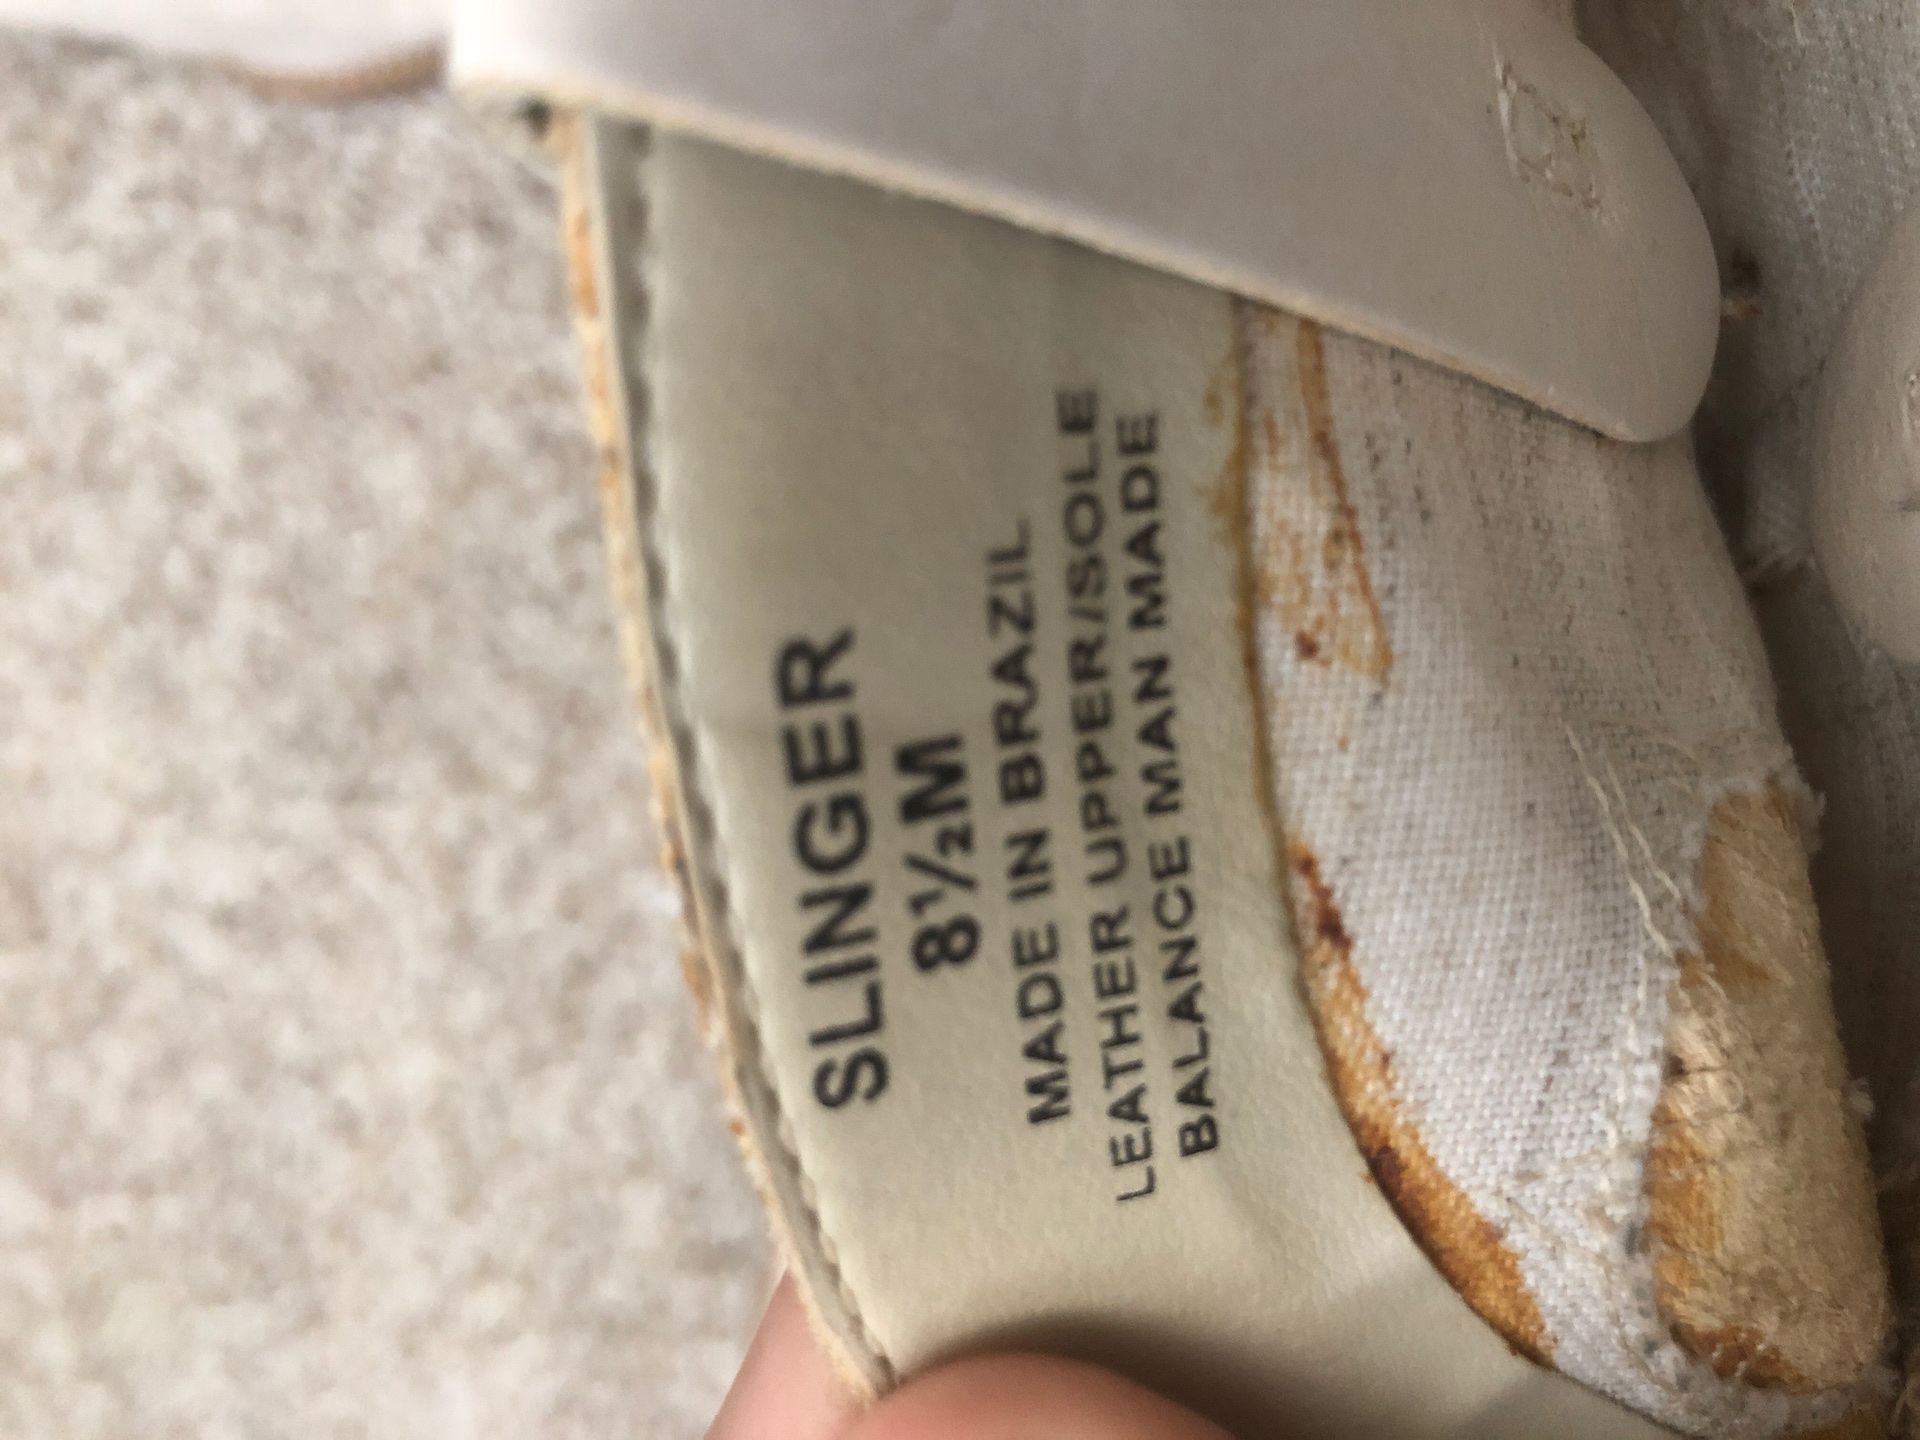 SLINGER
8½M
MADE IN BRAZIL
LEATHER UPPER/SOLE
BALANCE MAN MADE